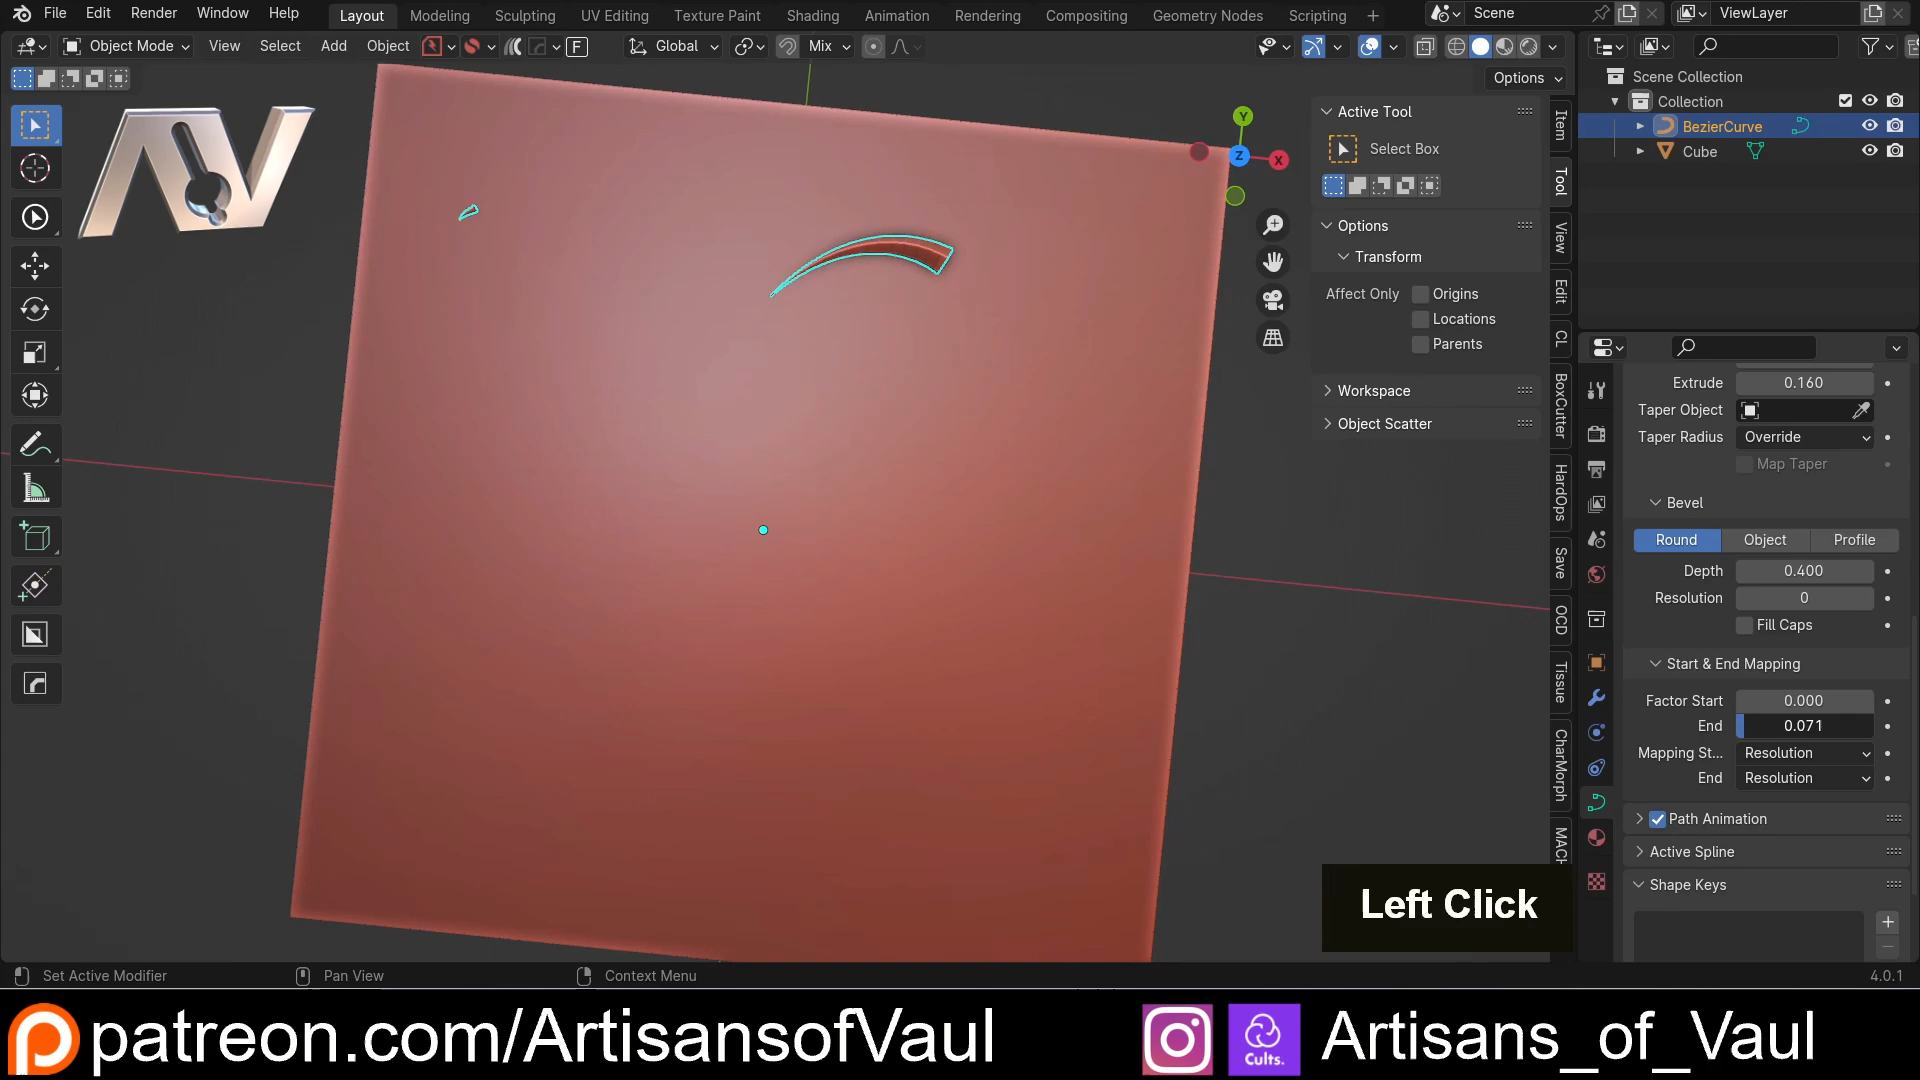 File Edit Render Window Help Layout Modeling Sculpting UV Editing Texture Paint Shading Animation Rendering Compositing Geometry Nodes Scripting + Scene ViewLayer
Object Mode View Select Add Object F Global Mix
Options
AV
Active Tool
Select Box
Options
Transform
Affect Only Origins
Locations
Parents
Workspace
Object Scatter
Item
Tool
View
Edit
CL
BoxCutter
HardOps
Save
OCD
Tissue
CharMorph
MACH
Y
Z
X
Scene Collection
Collection
BezierCurve
Cube
Extrude 0.160
Taper Object
Taper Radius Override
Map Taper
Bevel
Round Object Profile
Depth 0.400
Resolution 0
Fill Caps
Start & End Mapping
Factor Start 0.000
End 0.071
Mapping St... Resolution
End Resolution
Path Animation
Active Spline
Shape Keys
Left Click
Set Active Modifier Pan View Context Menu 4.0.1
patreon.com/ArtisansofVaul Cults. Artisans_of_Vaul